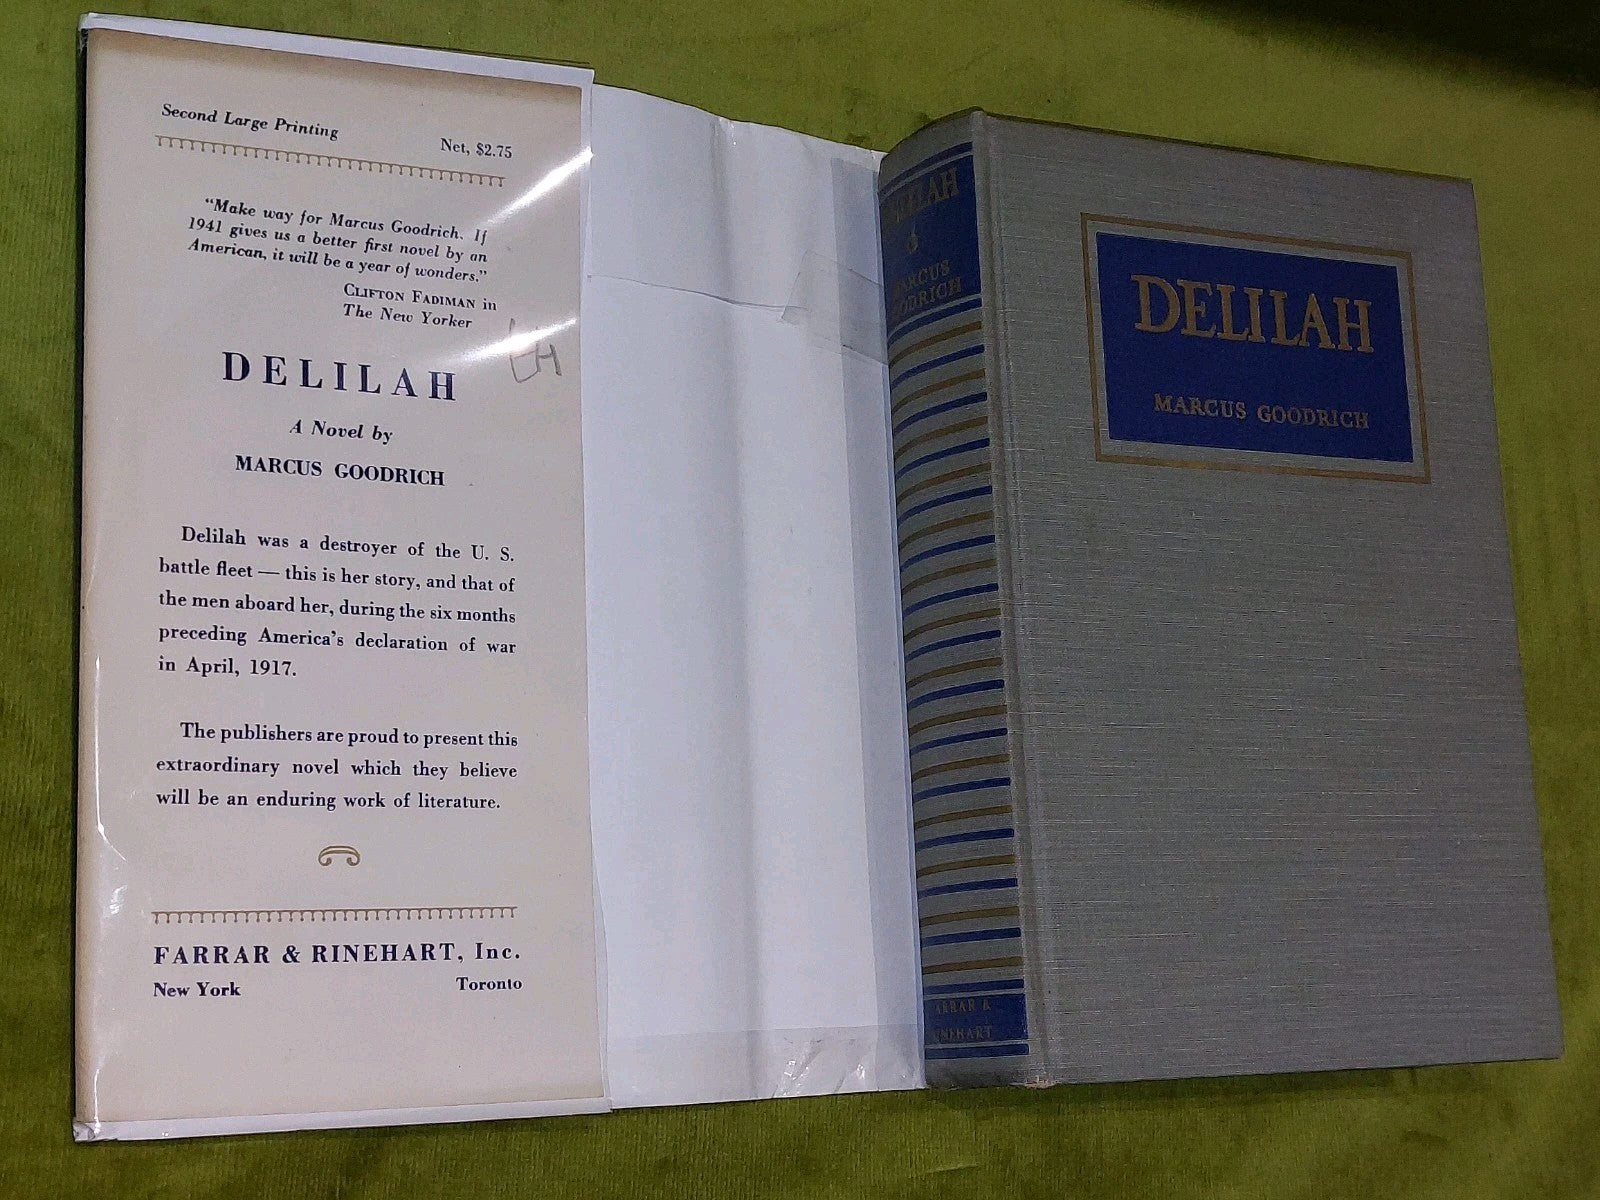 Second Large Printing
Net, $2.75
"Make way for Marcus Goodrich. If
1941 gives us a better first novel by an
American, it will be a year of wonders."
CLIFTON FADIMAN in
The New Yorker
DELILAH
A Novel by
MARCUS GOODRICH
Delilah was a destroyer of the U. S.
battle fleet — this is her story, and that of
the men aboard her, during the six months
preceding America's declaration of war
in April, 1917.
The publishers are proud to present this
extraordinary novel which they believe
will be an enduring work of literature.
FARRAR & RINEHART, Inc.
New York
Toronto
DELILAH
MARCUS
GOODRICH
FARRAR &
RINEHART
DELILAH
MARCUS GOODRICH